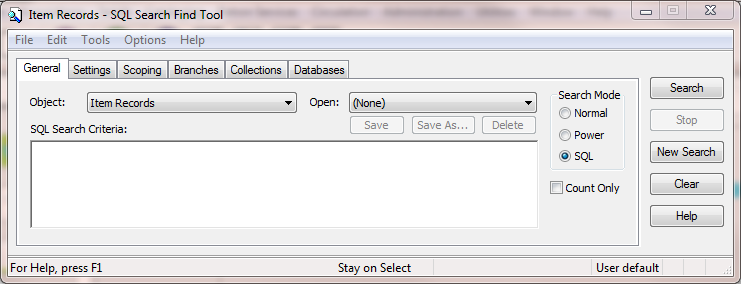 Item Records - SQL Search Find Tool
File Edit Tools Options Help
General Settings Scoping Branches Collections Databases
Object: Item Records Open: (None)
Search Mode
Normal
Power
SQL
Save Save As... Delete
SQL Search Criteria:
Count Only
Search
Stop
New Search
Clear
Help
For Help, press F1 Stay on Select User default